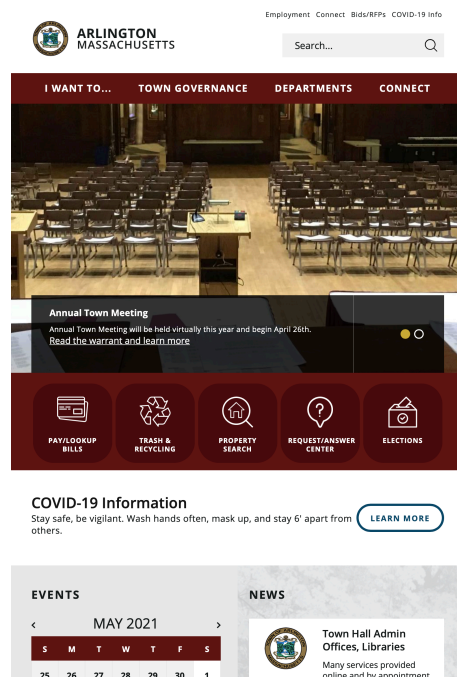 Employment Connect Bids/RFPs COVID-19 Info
ARLINGTON
MASSACHUSETTS
Search...
I WANT TO... TOWN GOVERNANCE DEPARTMENTS CONNECT
Annual Town Meeting
Annual Town Meeting will be held virtually this year and begin April 26th.
Read the warrant and learn more
PAY/LOOKUP
BILLS
TRASH &
RECYCLING
PROPERTY
SEARCH
REQUEST/ANSWER
CENTER
ELECTIONS
COVID-19 Information
Stay safe, be vigilant. Wash hands often, mask up, and stay 6' apart from
others.
LEARN MORE
EVENTS
MAY 2021
S M T W T F S
25 26 27 28 29 30 1
NEWS
Town Hall Admin
Offices, Libraries
Many services provided
online and by appointment